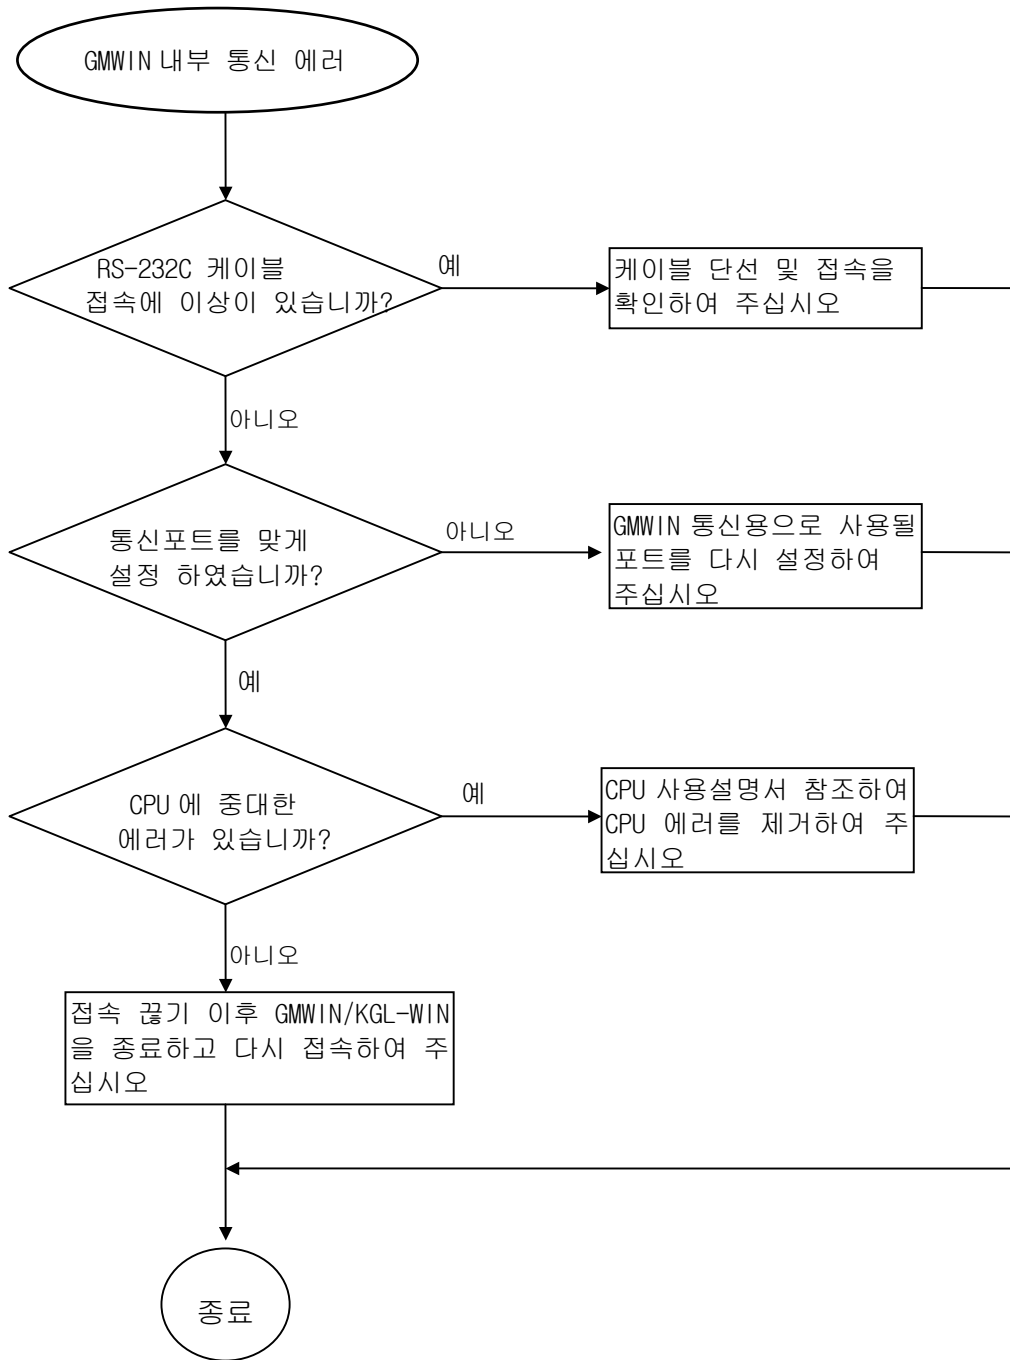 GMWIN 내부 통신 에러
RS-232C 케이블
접속에 이상이 있습니까?
예
케이블 단선 및 접속을
확인하여 주십시오
아니오
통신포트를 맞게
설정 하였습니까?
아니오
GMWIN 통신용으로 사용될
포트를 다시 설정하여
주십시오
예
CPU 에 중대한
에러가 있습니까?
예
CPU 사용설명서 참조하여
CPU 에러를 제거하여 주
십시오
아니오
접속 끊기 이후 GMWIN/KGL-WIN
을 종료하고 다시 접속하여 주
십시오
종료